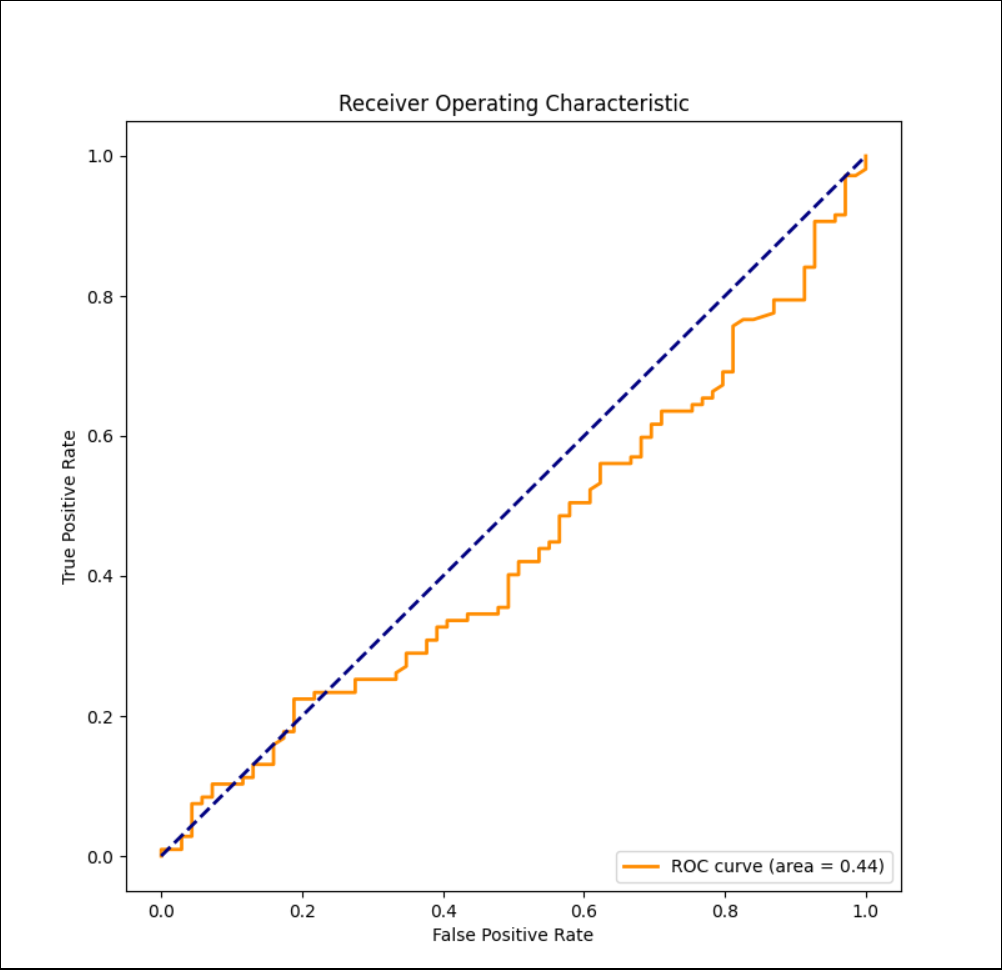 Receiver Operating Characteristic
1.0
0.8
0.6
0.4
0.2
0.0
True Positive Rate
ROC curve (area = 0.44)
0.0 0.2 0.4 0.6 0.8 1.0
False Positive Rate